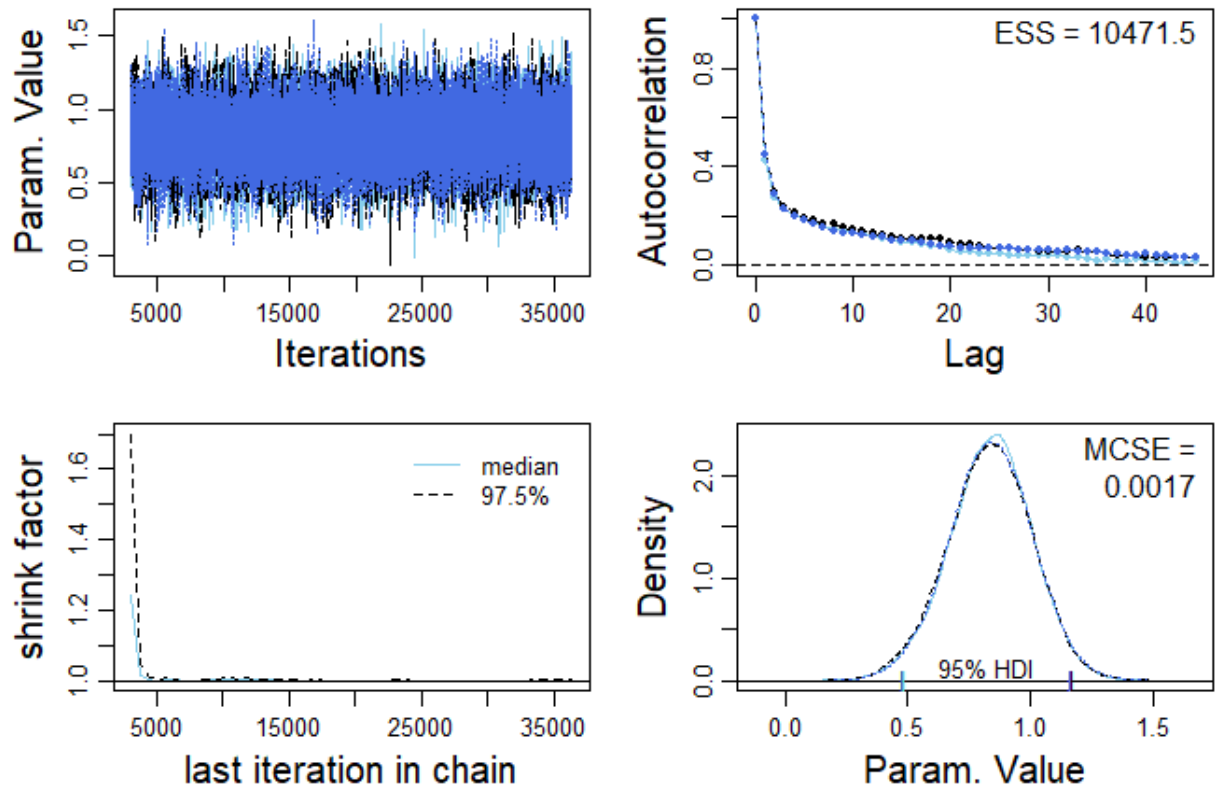 Param. Value
0.0 0.5 1.0 1.5
5000 15000 25000 35000
Iterations
Autocorrelation
0.0 0.4 0.8
ESS = 10471.5
0 10 20 30 40
Lag
shrink factor
1.0 1.2 1.4 1.6
median
97.5%
5000 15000 25000 35000
last iteration in chain
Density
0.0 1.0 2.0
MCSE =
0.0017
95% HDI
0.0 0.5 1.0 1.5
Param. Value